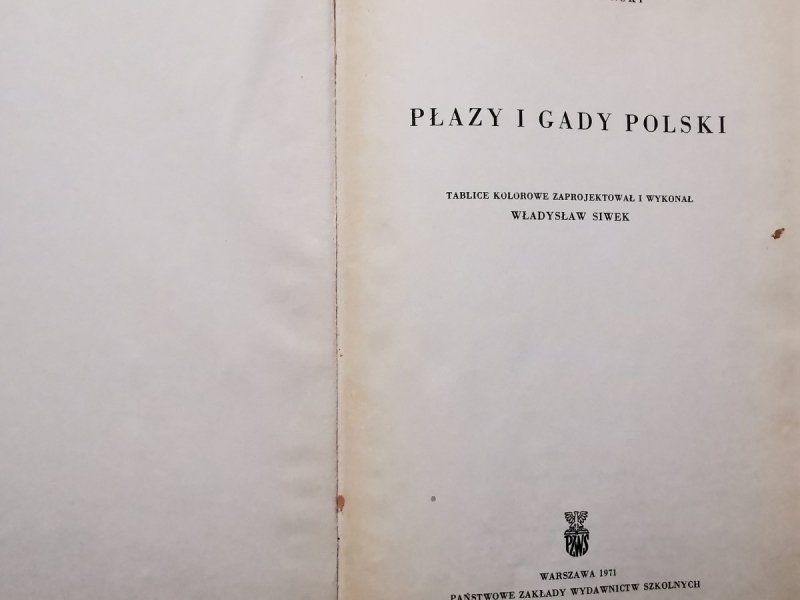 PŁAZY I GADY POLSKI
TABLICE KOLOROWE ZAPROJEKTOWAŁ I WYKONAŁ
WŁADYSŁAW SIWEK
PZWS
WARSZAWA 1971
PAŃSTWOWE ZAKŁADY WYDAWNICTW SZKOLNYCH